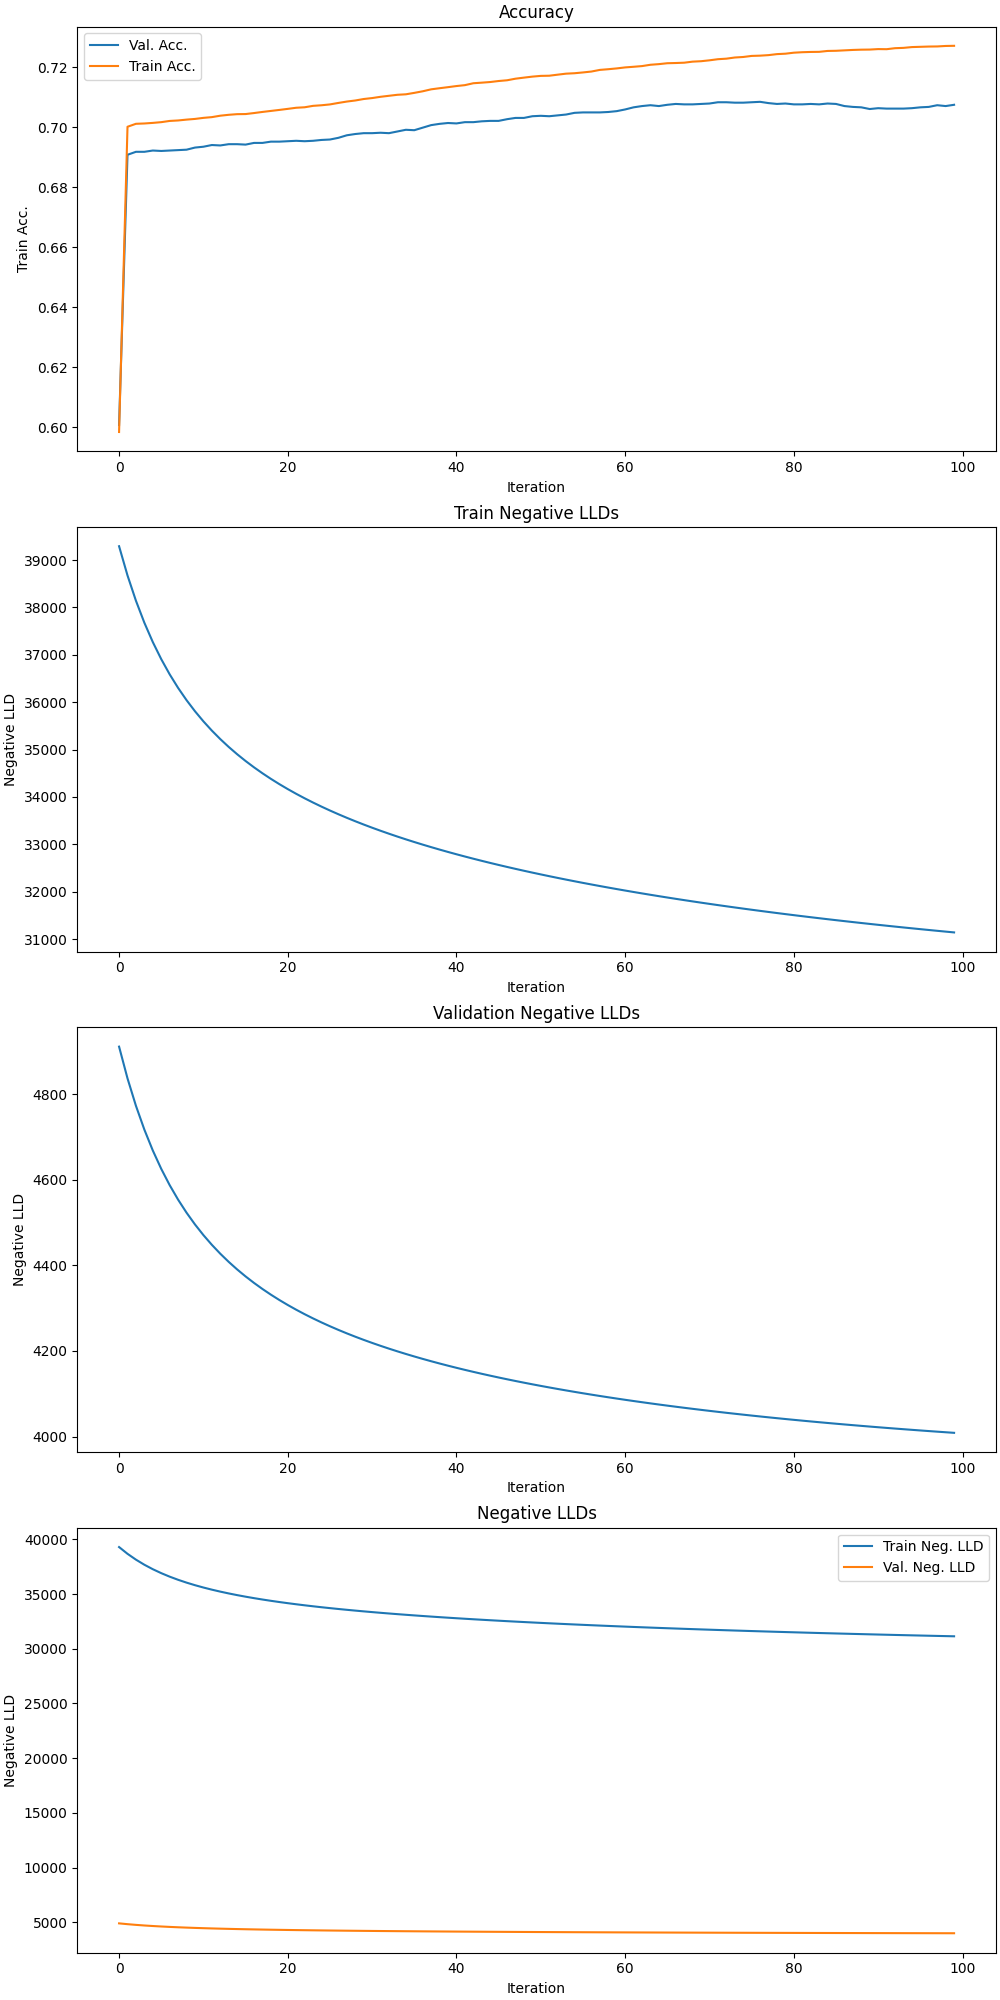 Accuracy
Val. Acc.
Train Acc.
Train Acc.
0.72
0.70
0.68
0.66
0.64
0.62
0.60
0 20 40 60 80 100
Iteration
Train Negative LLDs
Negative LLD
39000
38000
37000
36000
35000
34000
33000
32000
31000
0 20 40 60 80 100
Iteration
Validation Negative LLDs
Negative LLD
4800
4600
4400
4200
4000
0 20 40 60 80 100
Iteration
Negative LLDs
Train Neg. LLD
Val. Neg. LLD
Negative LLD
40000
35000
30000
25000
20000
15000
10000
5000
0 20 40 60 80 100
Iteration